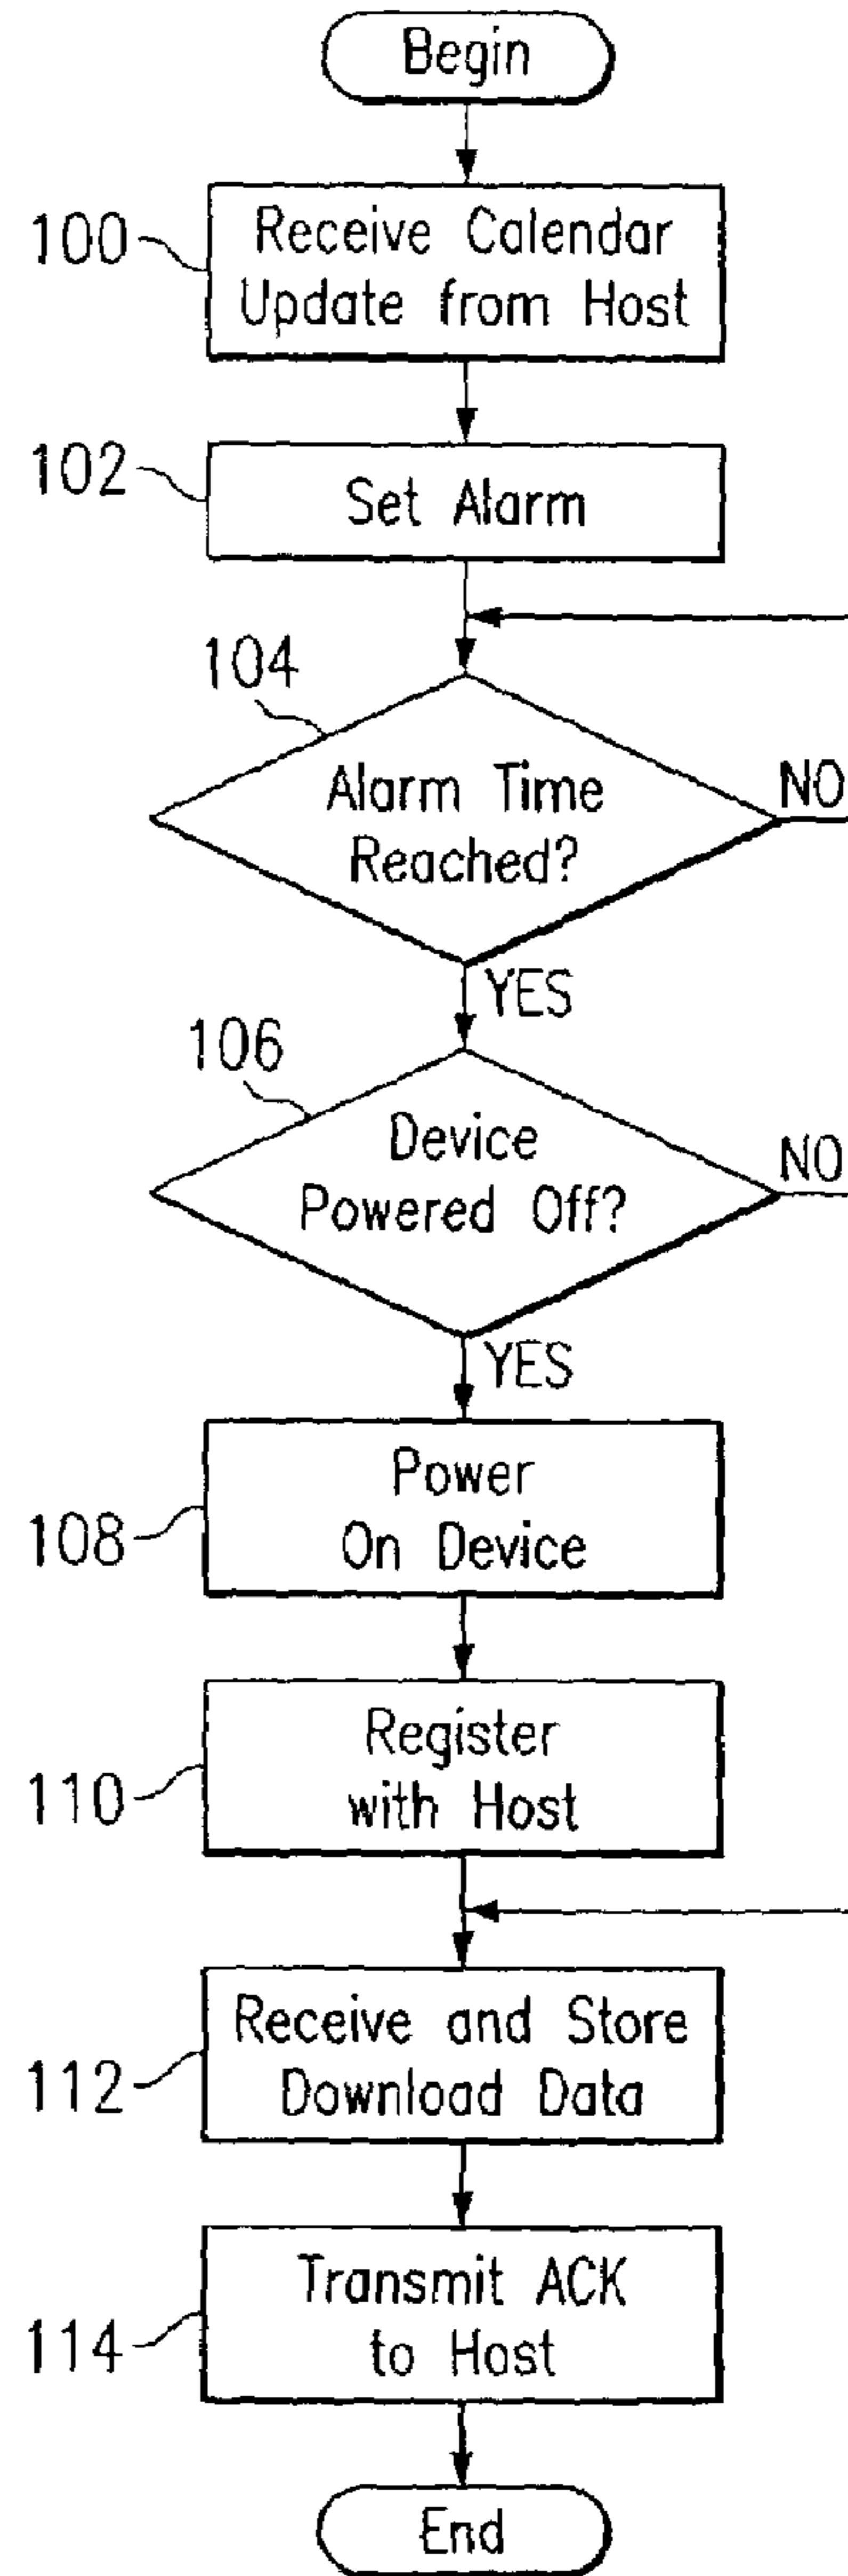 Begin
100
Receive Calendar
Update from Host
102
Set Alarm
104
Alarm Time
Reached?
NO
YES
106
Device
Powered Off?
NO
YES
108
Power
On Device
110
Register
with Host
112
Receive and Store
Download Data
114
Transmit ACK
to Host
End